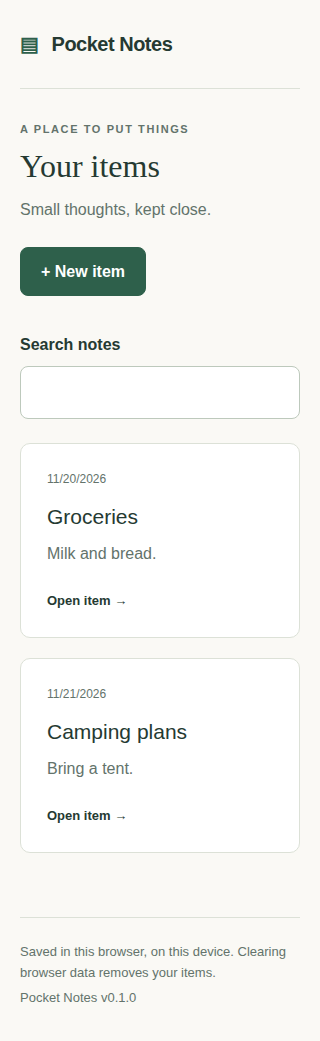 Pocket Notes
A PLACE TO PUT THINGS
Your items
Small thoughts, kept close.
+ New item
Search notes
11/20/2026
Groceries
Milk and bread.
Open item →
11/21/2026
Camping plans
Bring a tent.
Open item →
Saved in this browser, on this device. Clearing
browser data removes your items.
Pocket Notes v0.1.0